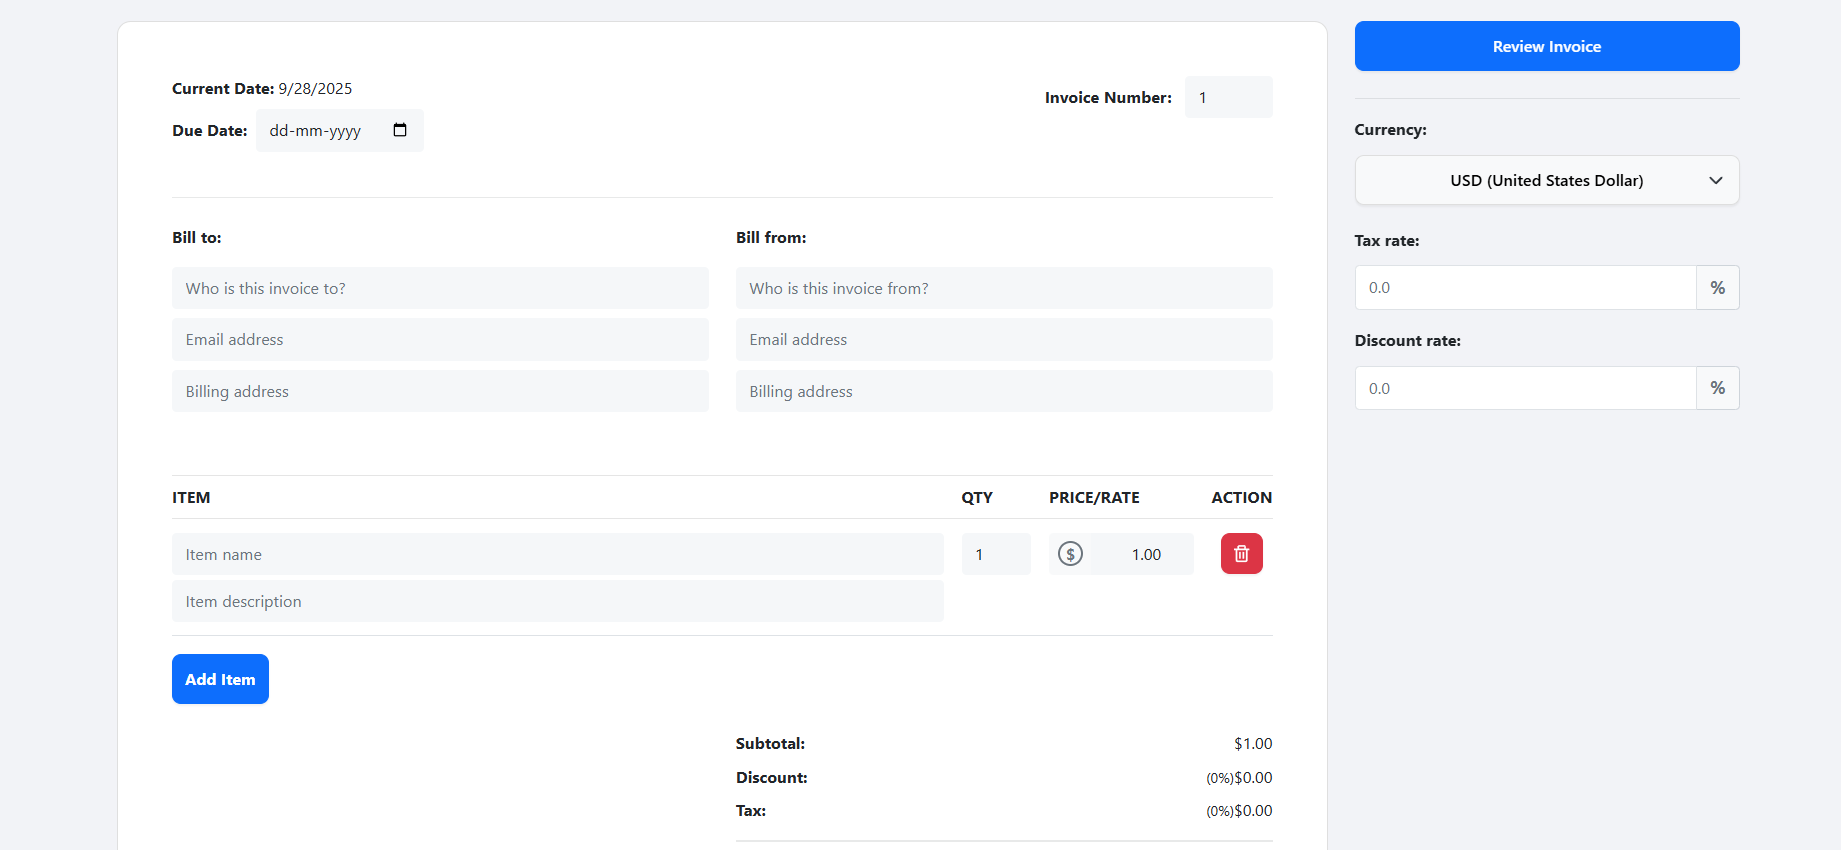 Current Date: 9/28/2025
Due Date: dd-mm-yyyy
Invoice Number: 1
Bill to:
Who is this invoice to?
Email address
Billing address
Bill from:
Who is this invoice from?
Email address
Billing address
ITEM QTY PRICE/RATE ACTION
Item name 1 $ 1.00
Item description
Add Item
Subtotal: $1.00
Discount: (0%)$0.00
Tax: (0%)$0.00
Review Invoice
Currency:
USD (United States Dollar)
Tax rate:
0.0 %
Discount rate:
0.0 %